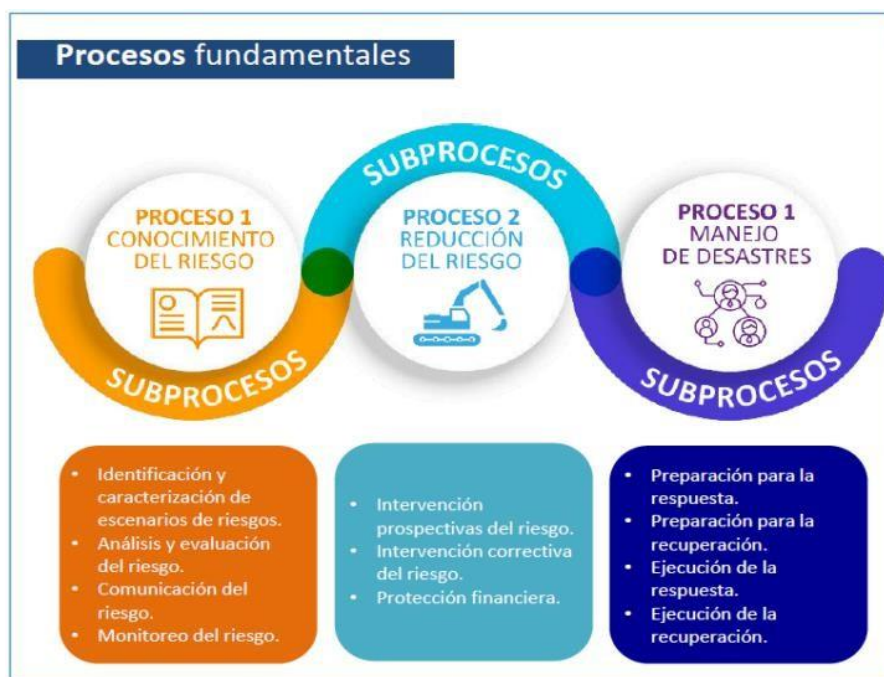 Procesos fundamentales
SUBPROCESOS
PROCESO 1
CONOCIMIENTO
DEL RIESGO
PROCESO 2
REDUCCIÓN
DEL RIESGO
PROCESO 1
MANEJO
DE DESASTRES
SUBPROCESOS
SUBPROCESOS
• Identificación y
caracterización de
escenarios de riesgos.
• Análisis y evaluación
del riesgo.
• Comunicación del
riesgo.
• Monitoreo del riesgo.
• Intervención
prospectivas del riesgo.
• Intervención correctiva
del riesgo.
• Protección financiera.
• Preparación para la
respuesta.
• Preparación para la
recuperación.
• Ejecución de la
respuesta.
• Ejecución de la
recuperación.